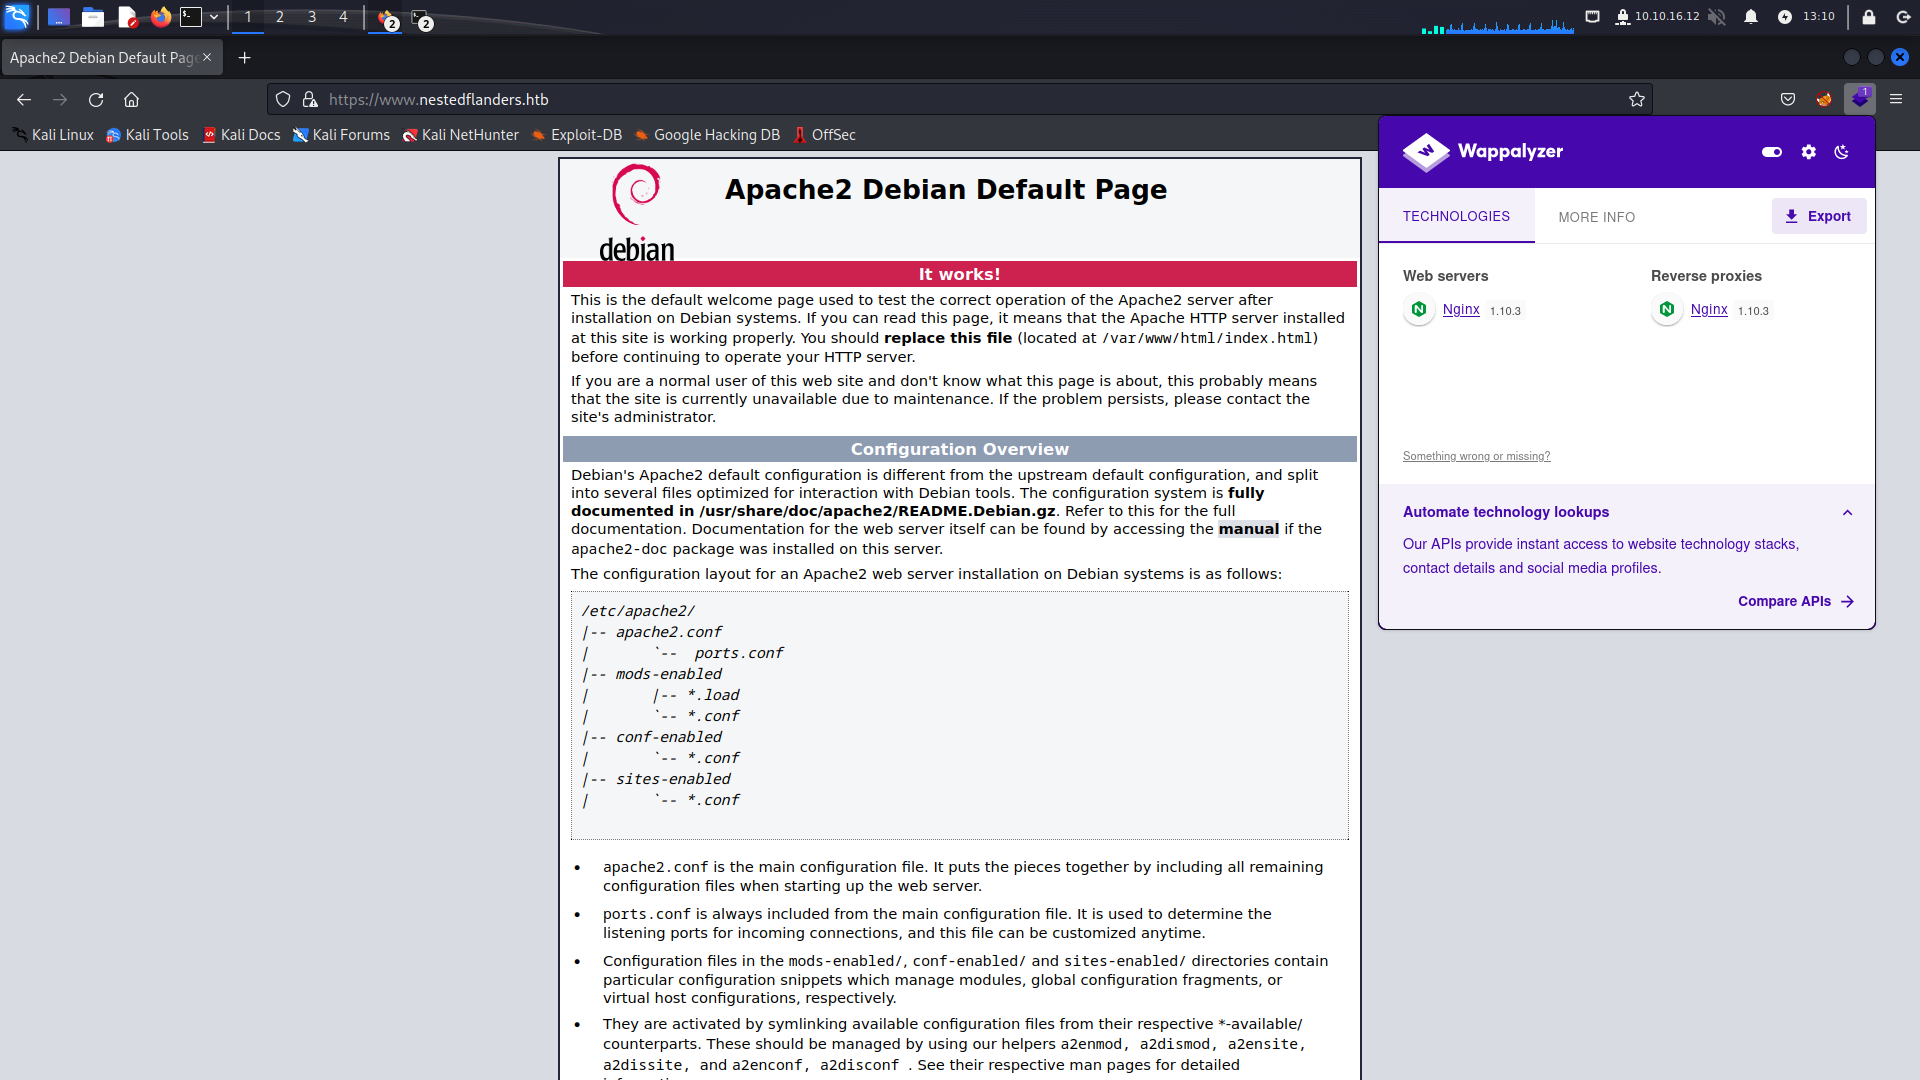 1
2
3
4
2
2
10.10.16.12
13:10
Apache2 Debian Default Pag
https://www.nestedflanders.htb
1
Kali Linux
Kali Tools
Kali Docs
Kali Forums
Kali NetHunter
Exploit-DB
Google Hacking DB
OffSec
debian
Apache2 Debian Default Page
It works!
This is the default welcome page used to test the correct operation of the Apache2 server after
installation on Debian systems. If you can read this page, it means that the Apache HTTP server installed
at this site is working properly. You should replace this file (located at /var/www/html/index.html)
before continuing to operate your HTTP server.
If you are a normal user of this web site and don't know what this page is about, this probably means
that the site is currently unavailable due to maintenance. If the problem persists, please contact the
site's administrator.
Configuration Overview
Debian's Apache2 default configuration is different from the upstream default configuration, and split
into several files optimized for interaction with Debian tools. The configuration system is fully
documented in /usr/share/doc/apache2/README.Debian.gz. Refer to this for the full
documentation. Documentation for the web server itself can be found by accessing the manual if the
apache2-doc package was installed on this server.
The configuration layout for an Apache2 web server installation on Debian systems is as follows:
/etc/apache2/
|-- apache2.conf
|       `--  ports.conf
|-- mods-enabled
|       |-- *.load
|       `-- *.conf
|-- conf-enabled
|       `-- *.conf
|-- sites-enabled
|       `-- *.conf
• apache2.conf is the main configuration file. It puts the pieces together by including all remaining
configuration files when starting up the web server.
• ports.conf is always included from the main configuration file. It is used to determine the
listening ports for incoming connections, and this file can be customized anytime.
• Configuration files in the mods-enabled/, conf-enabled/ and sites-enabled/ directories contain
particular configuration snippets which manage modules, global configuration fragments, or
virtual host configurations, respectively.
• They are activated by symlinking available configuration files from their respective *-available/
counterparts. These should be managed by using our helpers a2enmod, a2dismod, a2ensite,
a2dissite, and a2enconf, a2disconf . See their respective man pages for detailed
Wappalyzer
TECHNOLOGIES
MORE INFO
Export
Web servers
Nginx 1.10.3
Reverse proxies
Nginx 1.10.3
Something wrong or missing?
Automate technology lookups
Our APIs provide instant access to website technology stacks,
contact details and social media profiles.
Compare APIs